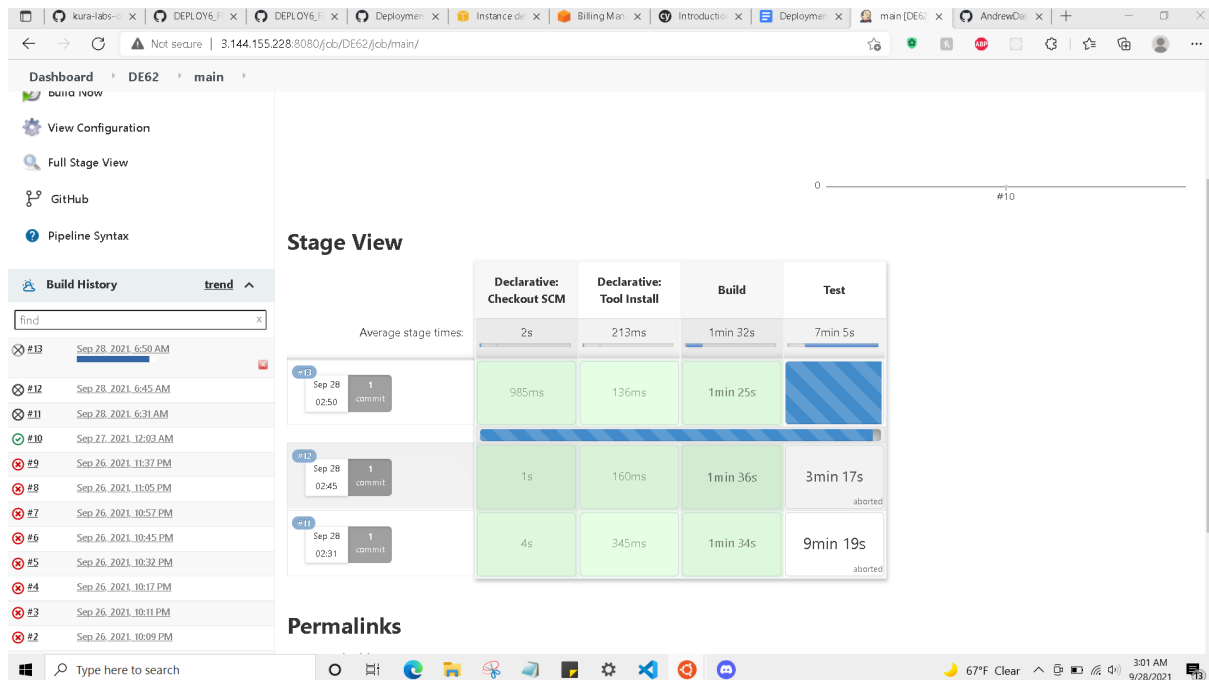 kura-labs-o
DEPLOY6_F
DEPLOY6_F
Deploymen
Instance de
Billing Man
Introduction
Deploymen
main [DE62
AndrewDas
Not secure | 3.144.155.228:8080/job/DE62/job/main/
Dashboard DE62 main
Build Now
View Configuration
Full Stage View
GitHub
Pipeline Syntax
Build History trend
find x
#13 Sep 28, 2021, 6:50 AM
#12 Sep 28, 2021, 6:45 AM
#11 Sep 28, 2021, 6:31 AM
#10 Sep 27, 2021, 12:03 AM
#9 Sep 26, 2021, 11:37 PM
#8 Sep 26, 2021, 11:05 PM
#7 Sep 26, 2021, 10:57 PM
#6 Sep 26, 2021, 10:45 PM
#5 Sep 26, 2021, 10:32 PM
#4 Sep 26, 2021, 10:17 PM
#3 Sep 26, 2021, 10:11 PM
#2 Sep 26, 2021, 10:09 PM
0
#10
Stage View
Declarative: Declarative: Build Test
Checkout SCM Tool Install
Average stage times: 2s 213ms 1min 32s 7min 5s
#13
Sep 28 1
02:50 commit
985ms 136ms 1min 25s
#12
Sep 28 1
02:45 commit
1s 160ms 1min 36s 3min 17s
aborted
#11
Sep 28 1
02:31 commit
4s 345ms 1min 34s 9min 19s
aborted
Permalinks
Type here to search
67°F Clear
3:01 AM
9/28/2021
13
ABP